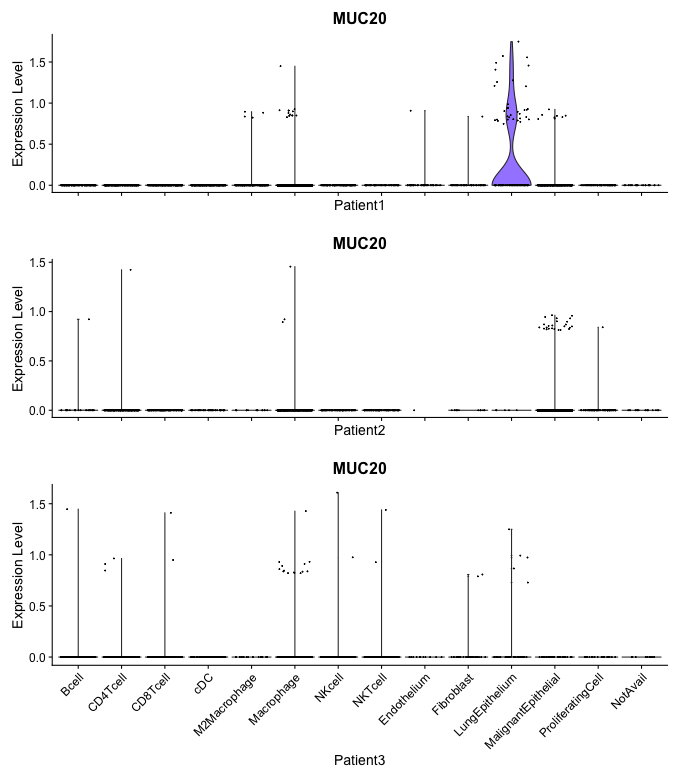 MUC20
Expression Level
1.5
1.0
0.5
0.0
Patient1
MUC20
Expression Level
1.5
1.0
0.5
0.0
Patient2
MUC20
Expression Level
1.5
1.0
0.5
0.0
Bcell
CD4Tcell
CD8Tcell
cDC
M2Macrophage
Macrophage
NKcell
NKTcell
Endothelium
Fibroblast
LungEpithelium
MalignantEpithelial
ProliferatingCell
NotAvail
Patient3